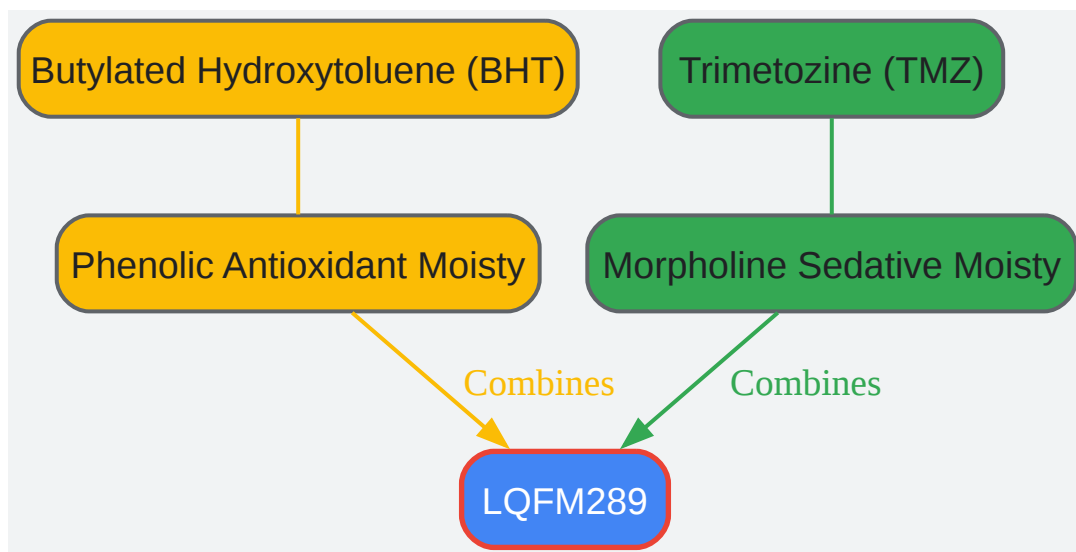 Butylated Hydroxytoluene (BHT)
Trimetozine (TMZ)
Phenolic Antioxidant Moisty
Morpholine Sedative Moisty
Combines
Combines
LQFM289